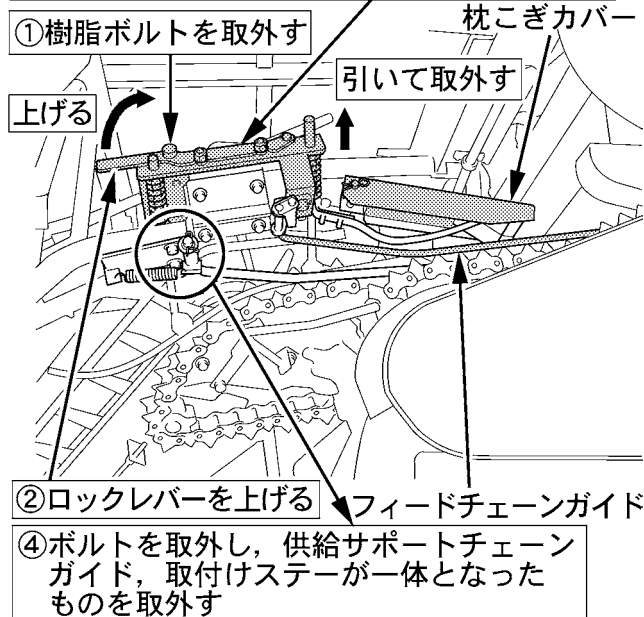 ①樹脂ボルトを取外す
枕こぎカバー
引いて取外す
上げる
②ロックレバーを上げる
フィードチェーンガイド
④ボルトを取外し，供給サポートチェーン
ガイド，取付けステーが一体となった
ものを取外す